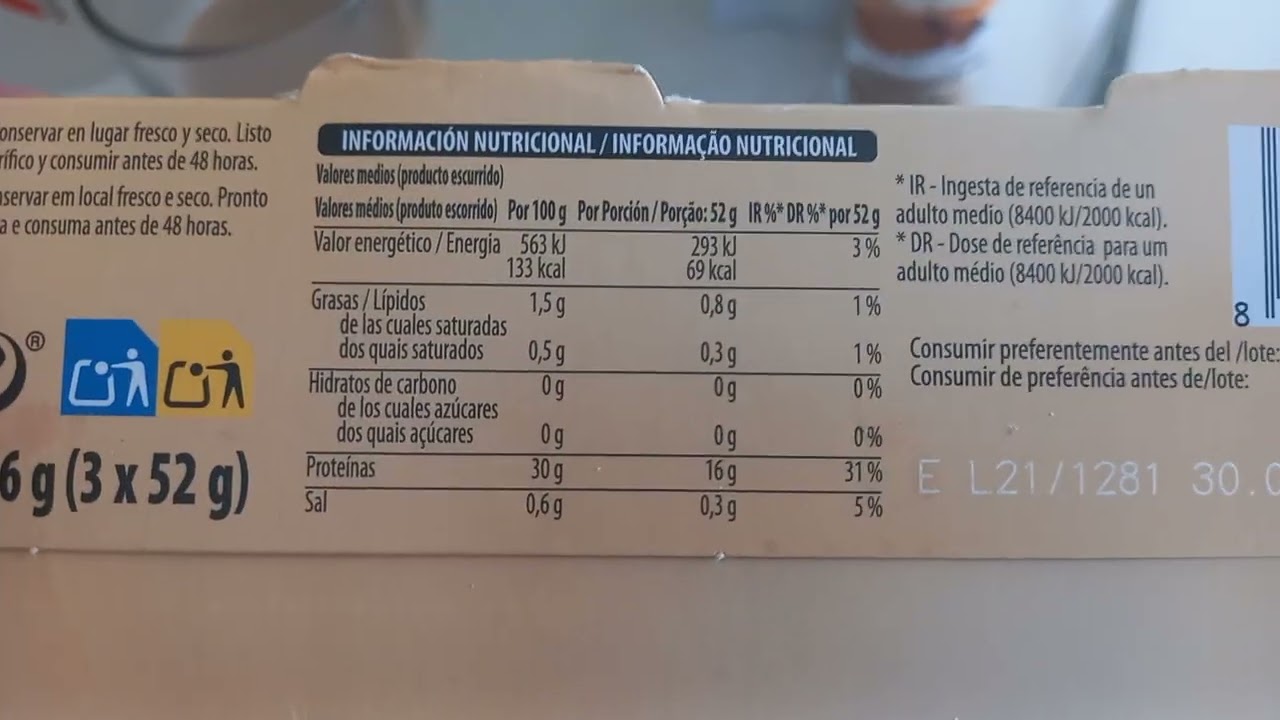 onservar en lugar fresco y seco. Listo
rífico y consumir antes de 48 horas.
servar em local fresco e seco. Pronto
a e consuma antes de 48 horas.
®
6 g (3 x 52 g)
INFORMACIÓN NUTRICIONAL / INFORMAÇÃO NUTRICIONAL
Valores medios (producto escurrido)
Valores médios (produto escorrido) Por 100 g Por Porción / Porção: 52 g IR %* DR %* por 52 g
Valor energético / Energia 563 kJ 293 kJ 3 %
133 kcal 69 kcal
Grasas / Lípidos 1,5 g 0,8 g 1 %
de las cuales saturadas
dos quais saturados 0,5 g 0,3 g 1 %
Hidratos de carbono 0 g 0 g 0 %
de los cuales azúcares
dos quais açúcares 0 g 0 g 0 %
Proteínas 30 g 16 g 31 %
Sal 0,6 g 0,3 g 5 %
* IR - Ingesta de referencia de un
adulto medio (8400 kJ/2000 kcal).
* DR - Dose de referência para um
adulto médio (8400 kJ/2000 kcal).
8
Consumir preferentemente antes del /lote:
Consumir de preferência antes de/lote:
E L21/1281 30.0